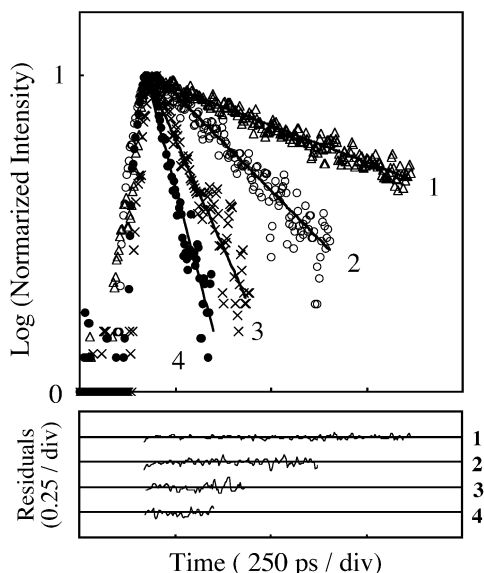 Log (Normarized Intensity)
1
0
1
2
3
4
Residuals
(0.25 / div)
1
2
3
4
Time ( 250 ps / div)